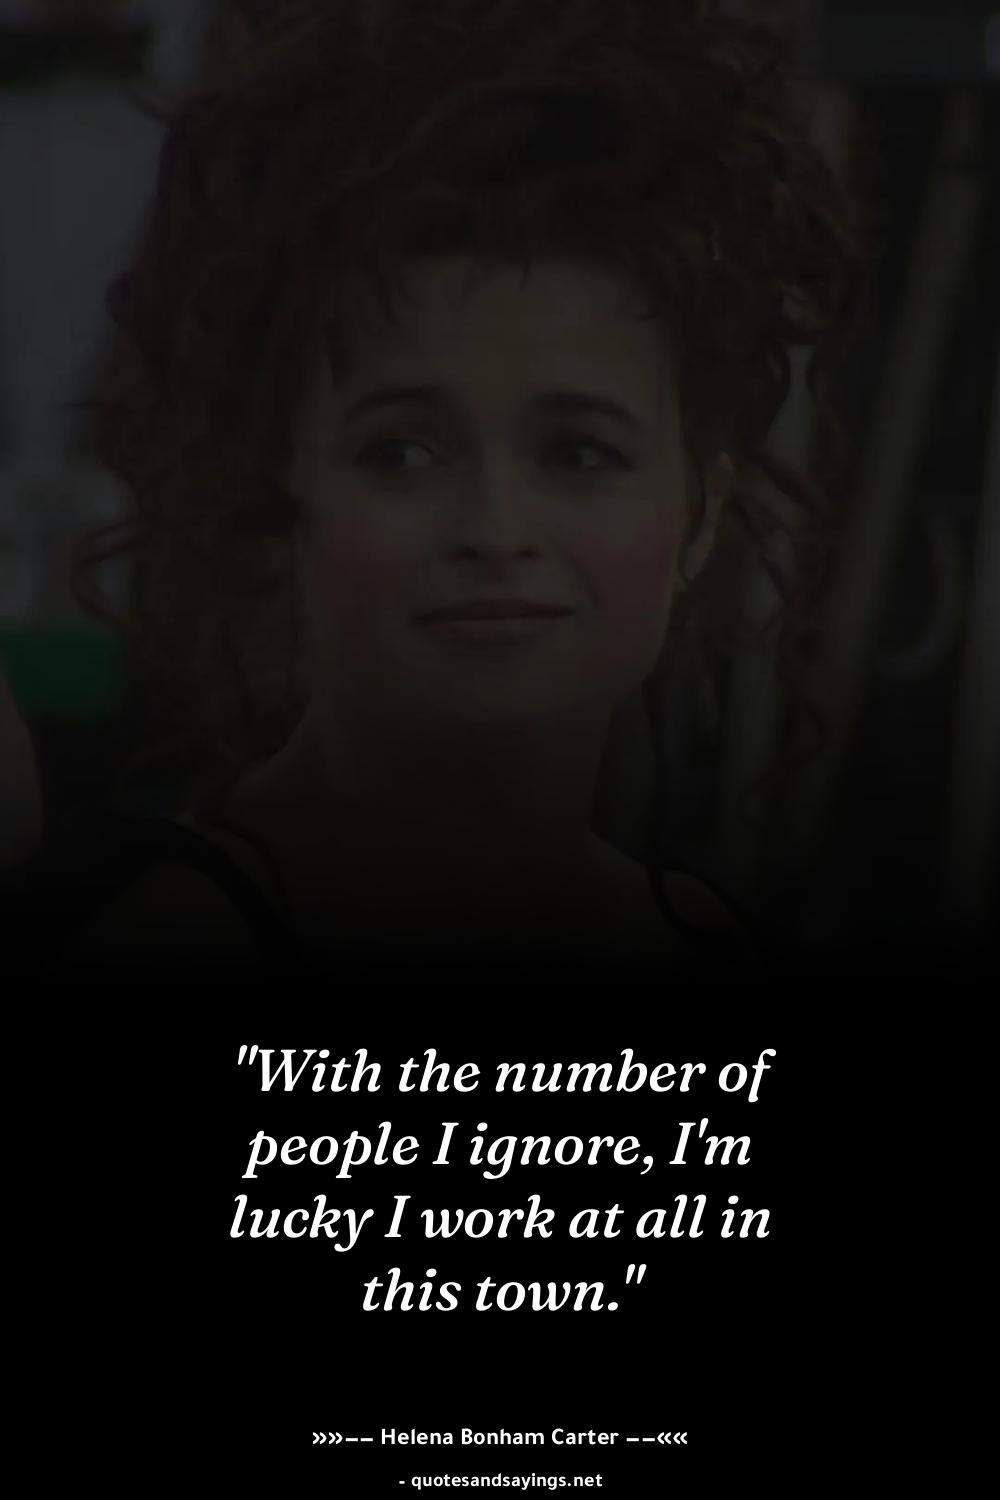 "With the number of
people I ignore, I'm
lucky I work at all in
this town."
»»–– Helena Bonham Carter ––««
- quotesandsayings.net